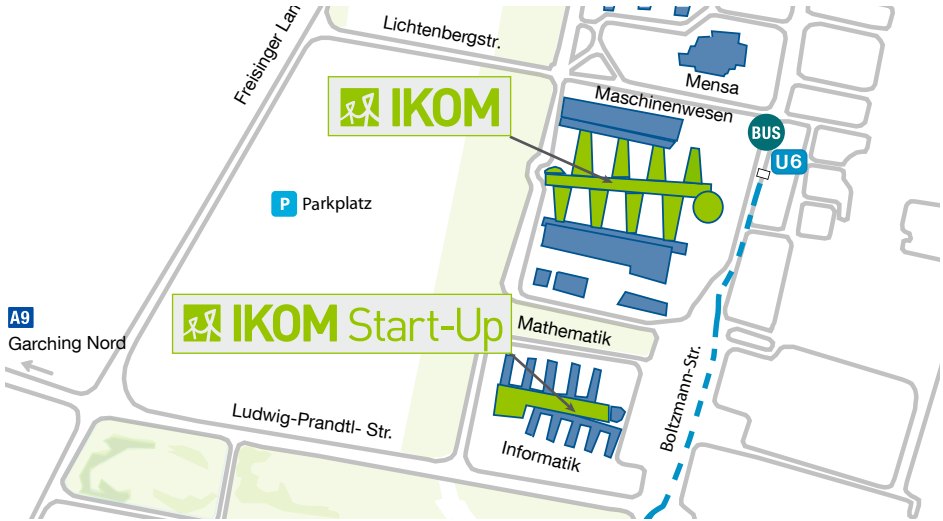 Lichtenbergstr.
Freisinger Lan
Mensa
Maschinenwesen
IKOM
BUS
U6
P Parkplatz
A9
Garching Nord
IKOM Start-Up
Mathematik
Boltzmann-Str.
Ludwig-Prandtl- Str.
Informatik